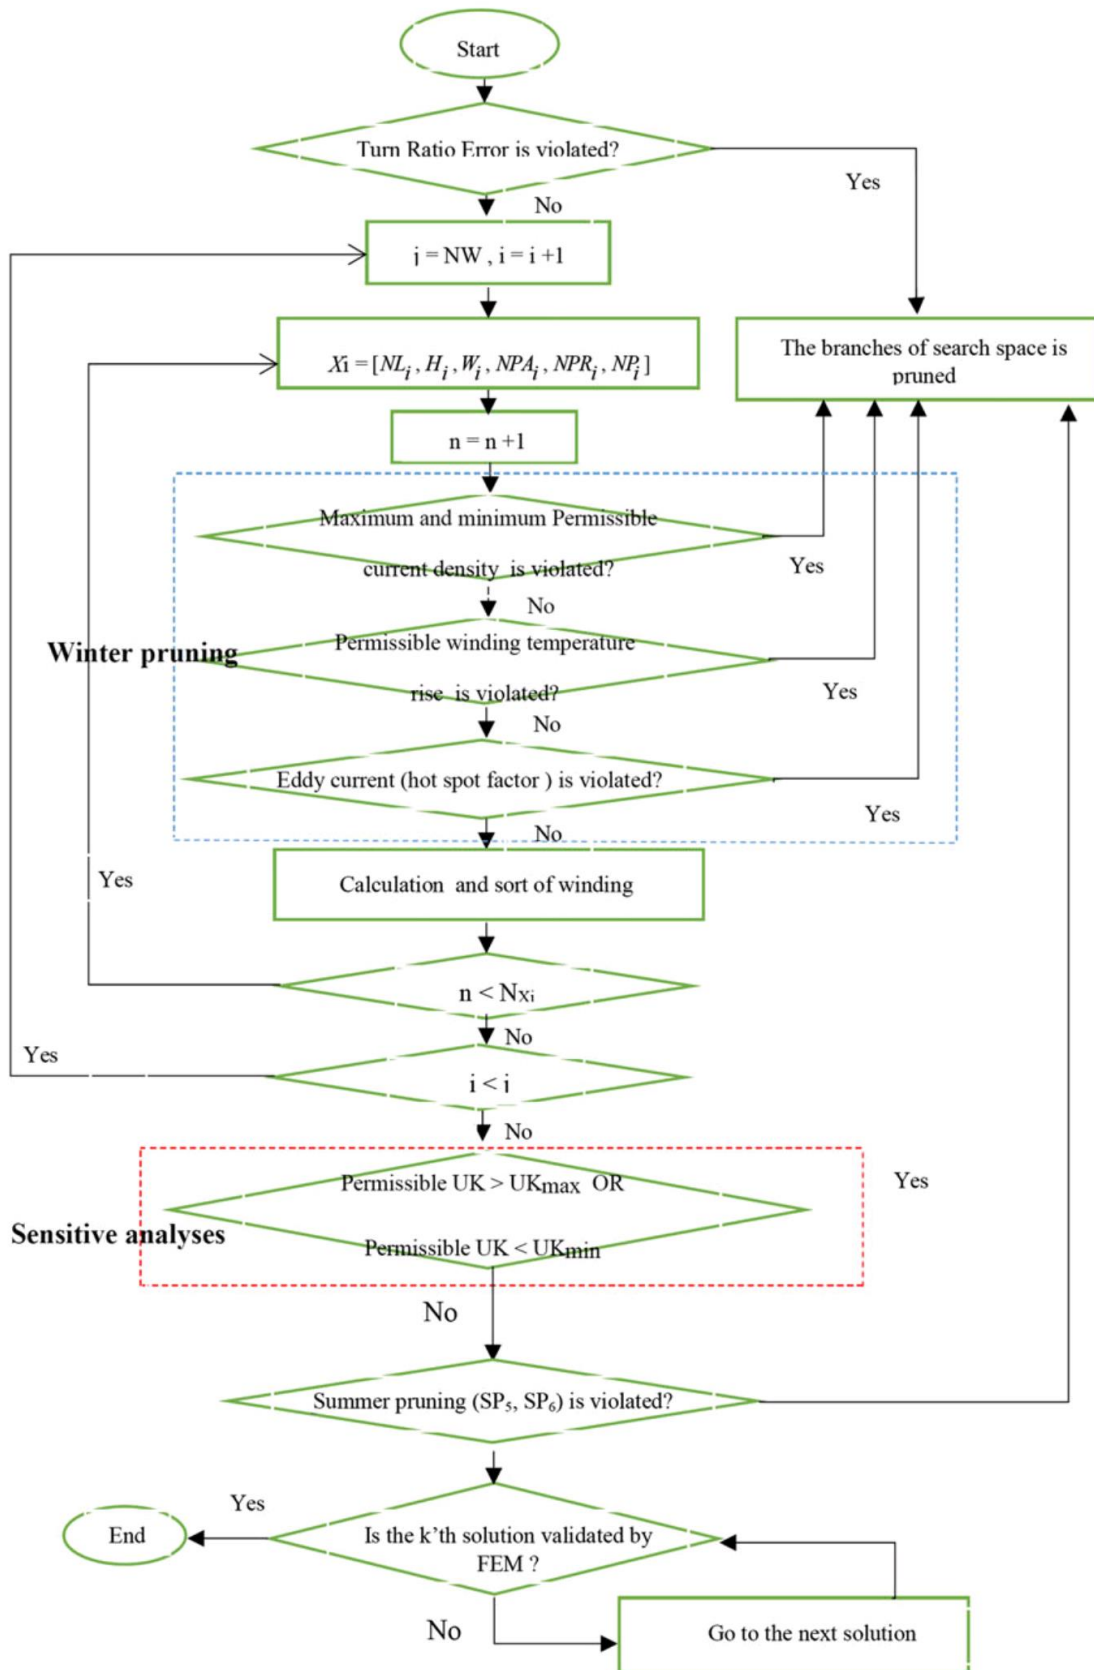 Start
Turn Ratio Error is violated?
Yes
No
j = NW , i = i +1
Xi = [NLi , Hi , Wi , NPAi , NPRi , NPi ]
The branches of search space is
pruned
n = n +1
Maximum and minimum Permissible
current density is violated?
Yes
No
Winter pruning
Permissible winding temperature
rise is violated?
Yes
No
Eddy current (hot spot factor ) is violated?
Yes
No
Calculation and sort of winding
Yes
n < NXi
No
Yes
i < j
No
Permissible UK > UKmax OR
Yes
Sensitive analyses
Permissible UK < UKmin
No
Summer pruning (SP5, SP6) is violated?
Yes
End
Is the k'th solution validated by
FEM ?
No
Go to the next solution